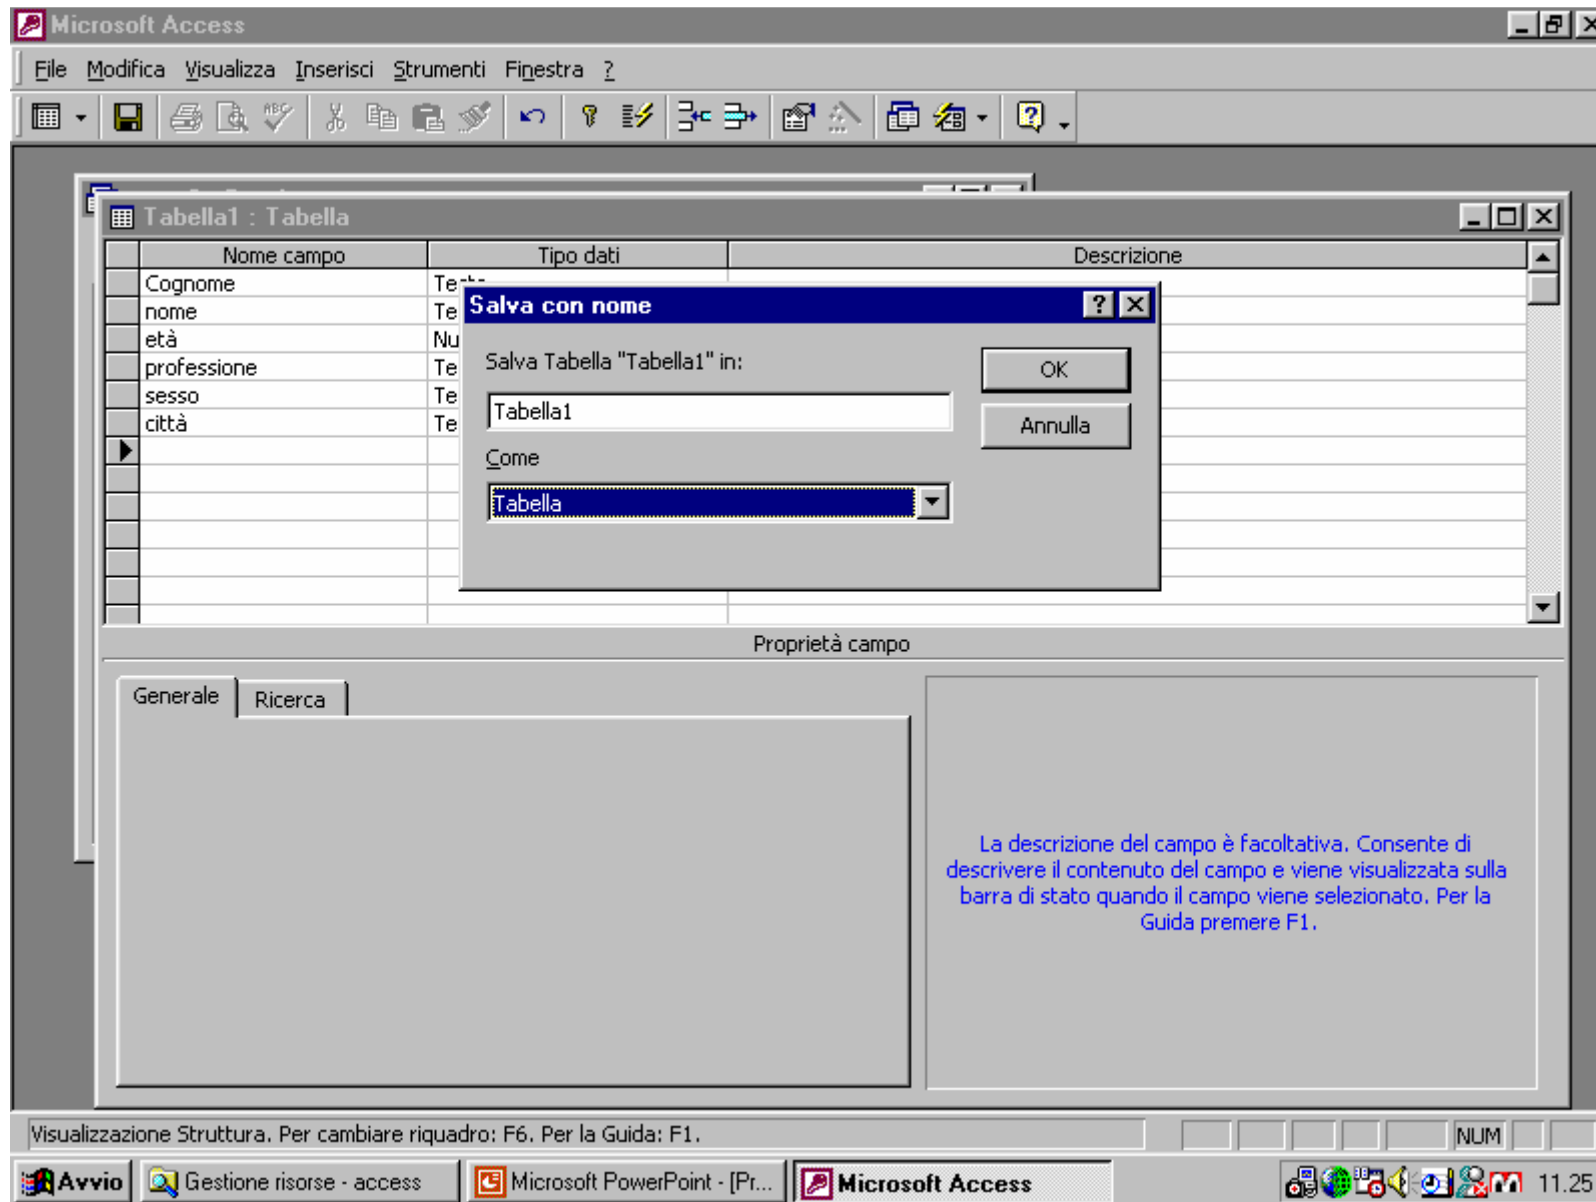 Microsoft Access
File Modifica Visualizza Inserisci Strumenti Finestra ?
Tabella1 : Tabella
Nome campo Tipo dati Descrizione
Cognome
nome Te
età Nu
professione Te
sesso Te
città Te
Salva con nome
Salva Tabella "Tabella1" in:
OK
Tabella1
Annulla
Come
Tabella
Proprietà campo
Generale Ricerca
La descrizione del campo è facoltativa. Consente di
descrivere il contenuto del campo e viene visualizzata sulla
barra di stato quando il campo viene selezionato. Per la
Guida premere F1.
Visualizzazione Struttura. Per cambiare riquadro: F6. Per la Guida: F1.
NUM
Avvio Gestione risorse - access Microsoft PowerPoint - [Pr... Microsoft Access 11.25